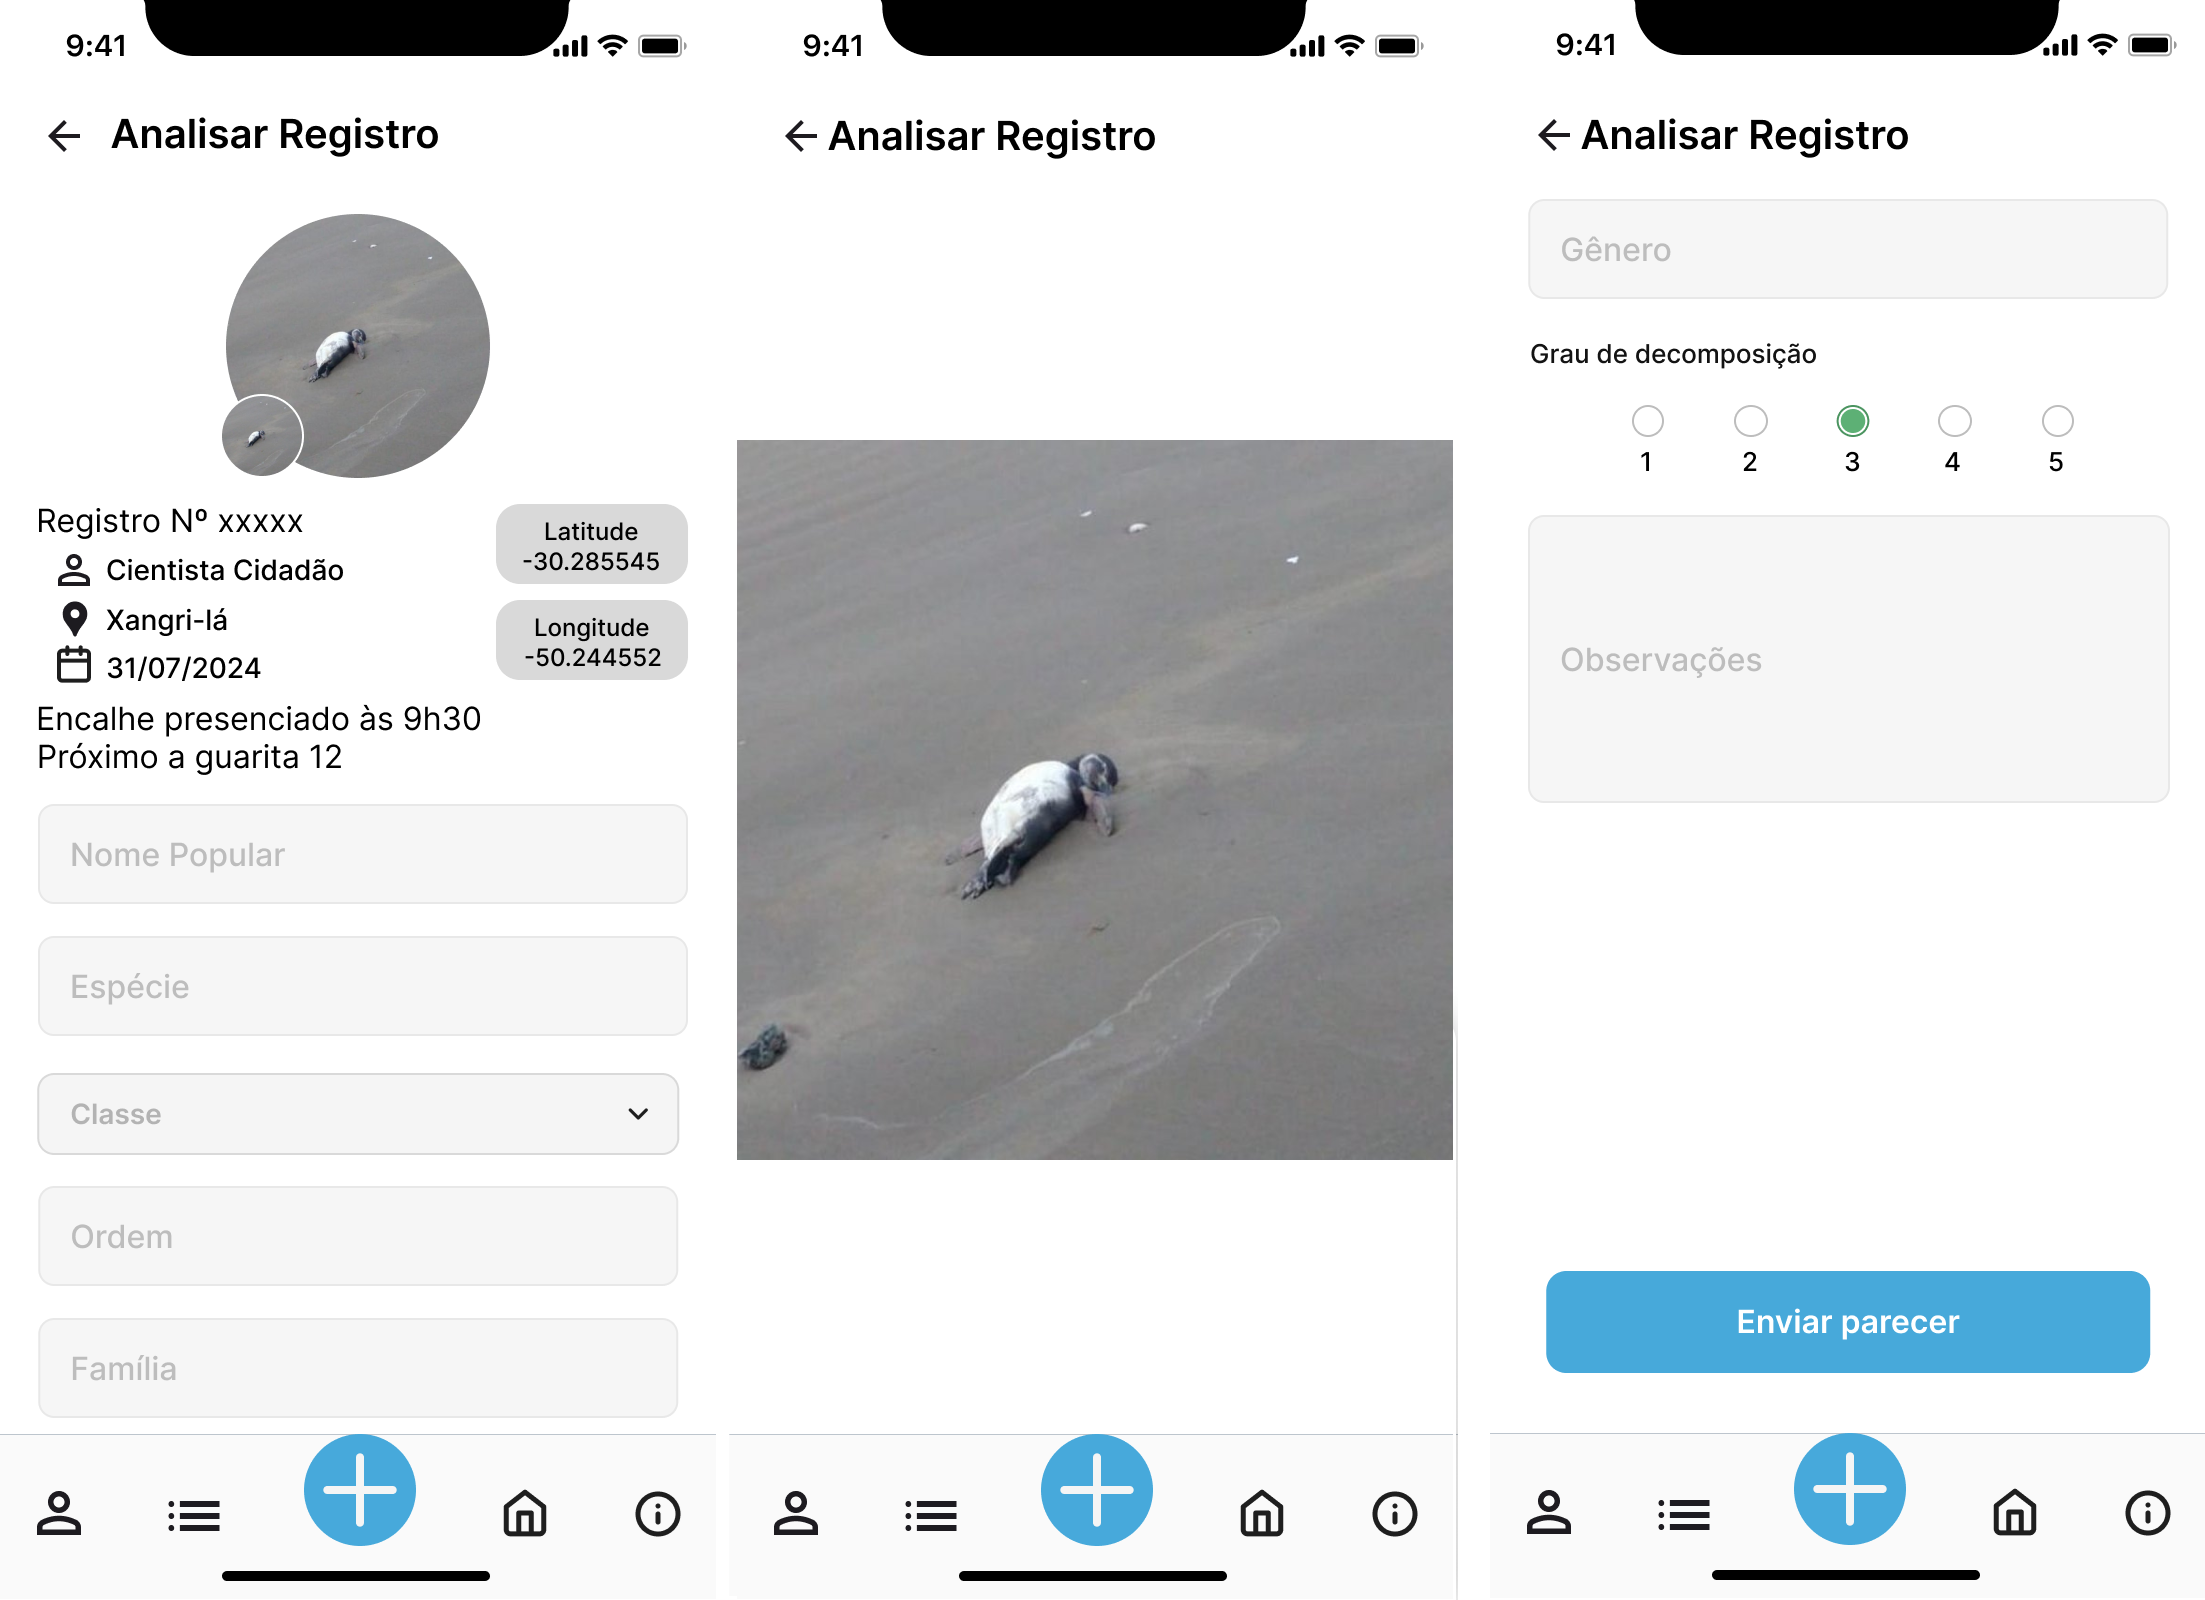 9:41
Analisar Registro
Registro Nº xxxxx
Cientista Cidadão
Xangri-lá
31/07/2024
Latitude
-30.285545
Longitude
-50.244552
Encalhe presenciado às 9h30
Próximo a guarita 12
Nome Popular
Espécie
Classe
Ordem
Família
9:41
Analisar Registro
9:41
Analisar Registro
Gênero
Grau de decomposição
1 2 3 4 5
Observações
Enviar parecer